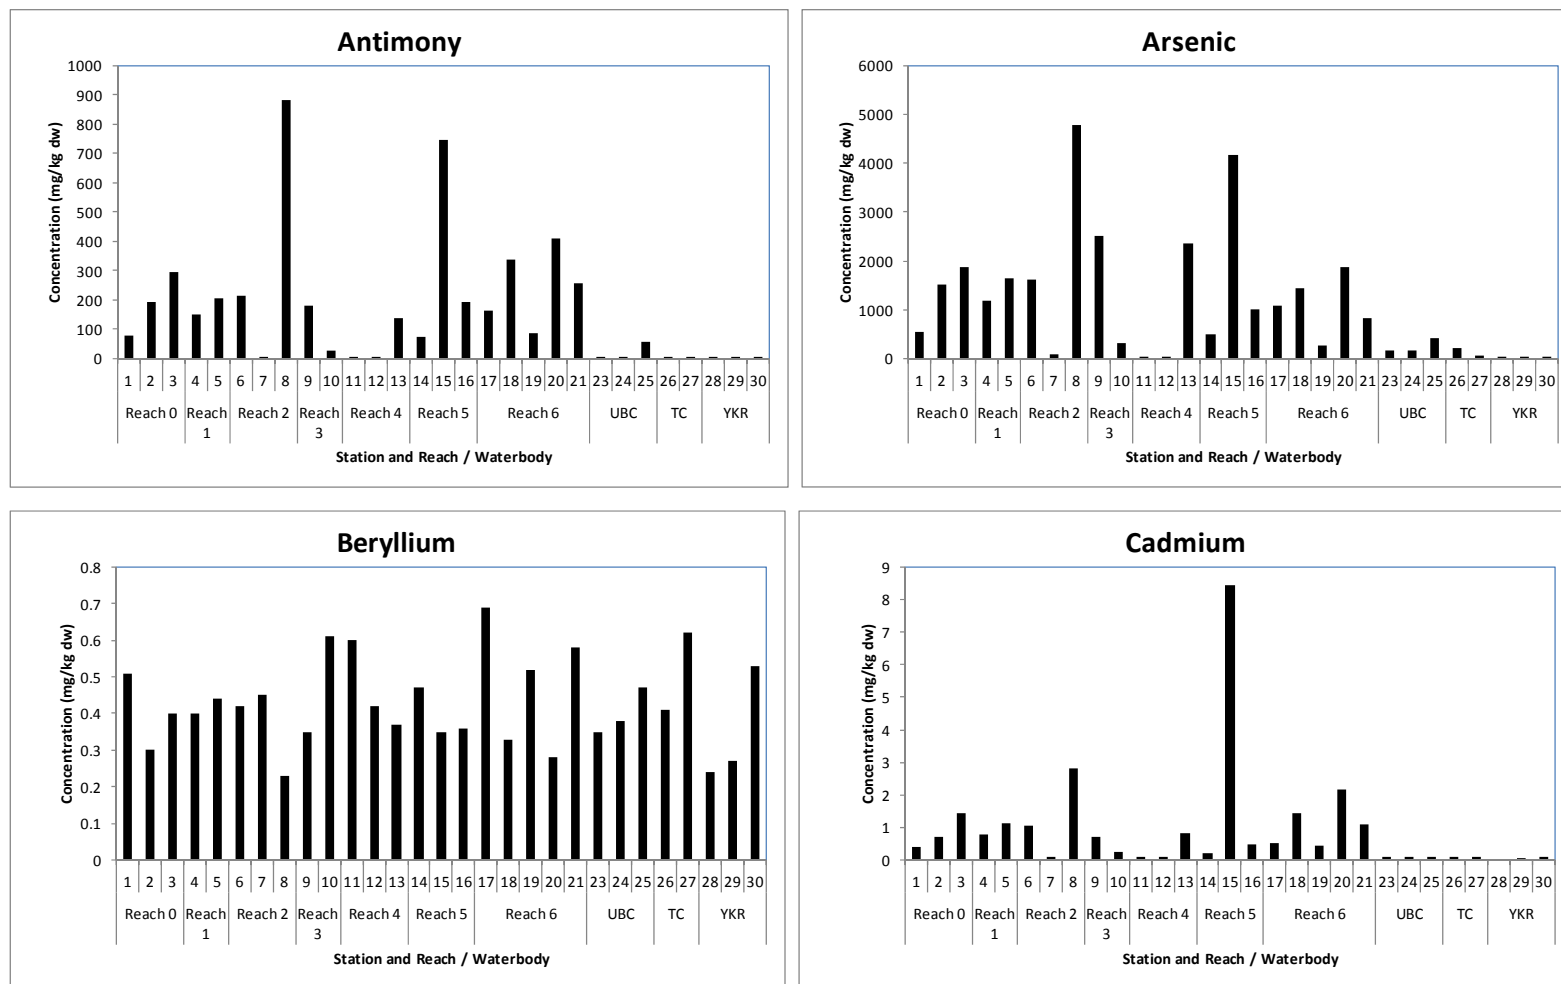 Antimony
Concentration (mg/kg dw)
1000
900
800
700
600
500
400
300
200
100
0
1 2 3 4 5 6 7 8 9 10 11 12 13 14 15 16 17 18 19 20 21 23 24 25 26 27 28 29 30
Reach 0 Reach 1 Reach 2 Reach 3 Reach 4 Reach 5 Reach 6 UBC TC YKR
Station and Reach / Waterbody
Arsenic
Concentration (mg/kg dw)
6000
5000
4000
3000
2000
1000
0
1 2 3 4 5 6 7 8 9 10 11 12 13 14 15 16 17 18 19 20 21 23 24 25 26 27 28 29 30
Reach 0 Reach 1 Reach 2 Reach 3 Reach 4 Reach 5 Reach 6 UBC TC YKR
Station and Reach / Waterbody
Beryllium
Concentration (mg/kg dw)
0.8
0.7
0.6
0.5
0.4
0.3
0.2
0.1
0
1 2 3 4 5 6 7 8 9 10 11 12 13 14 15 16 17 18 19 20 21 23 24 25 26 27 28 29 30
Reach 0 Reach 1 Reach 2 Reach 3 Reach 4 Reach 5 Reach 6 UBC TC YKR
Station and Reach / Waterbody
Cadmium
Concentration (mg/kg dw)
9
8
7
6
5
4
3
2
1
0
1 2 3 4 5 6 7 8 9 10 11 12 13 14 15 16 17 18 19 20 21 23 24 25 26 27 28 29 30
Reach 0 Reach 1 Reach 2 Reach 3 Reach 4 Reach 5 Reach 6 UBC TC YKR
Station and Reach / Waterbody